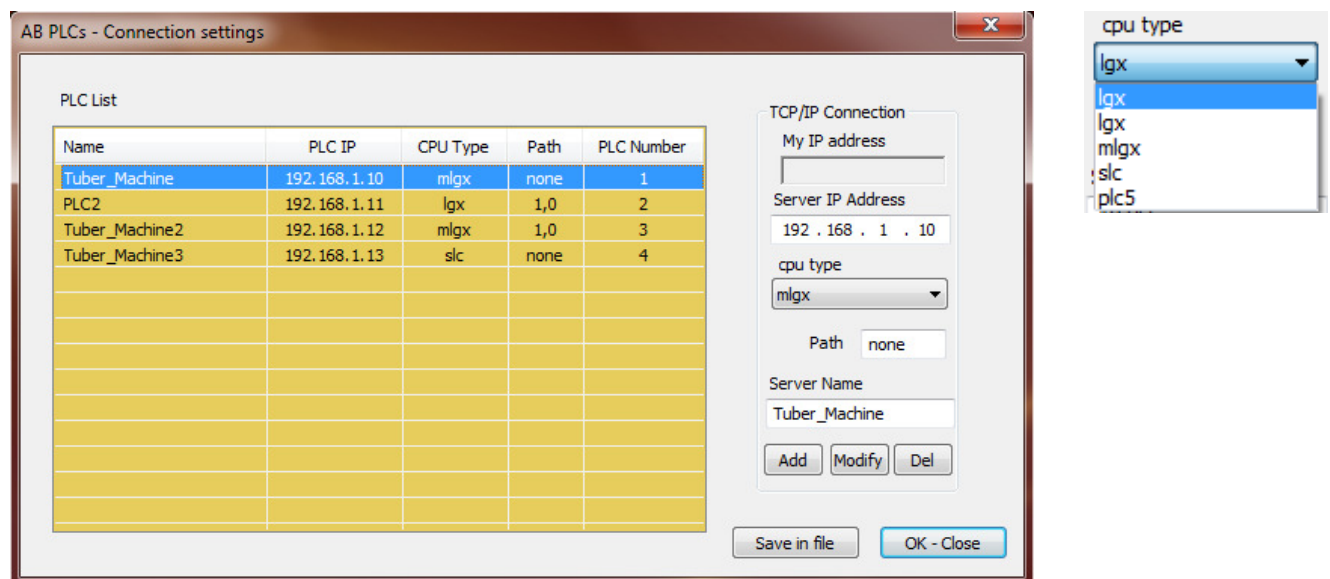 AB PLCs - Connection settings
PLC List
Name PLC IP CPU Type Path PLC Number
Tuber_Machine 192.168.1.10 mlgx none 1
PLC2 192.168.1.11 lgx 1,0 2
Tuber_Machine2 192.168.1.12 mlgx 1,0 3
Tuber_Machine3 192.168.1.13 slc none 4
TCP/IP Connection
My IP address
Server IP Address
192 . 168 . 1 . 10
cpu type
mlgx
Path none
Server Name
Tuber_Machine
Add Modify Del
Save in file OK - Close
cpu type
lgx
lgx
lgx
mlgx
slc
plc5